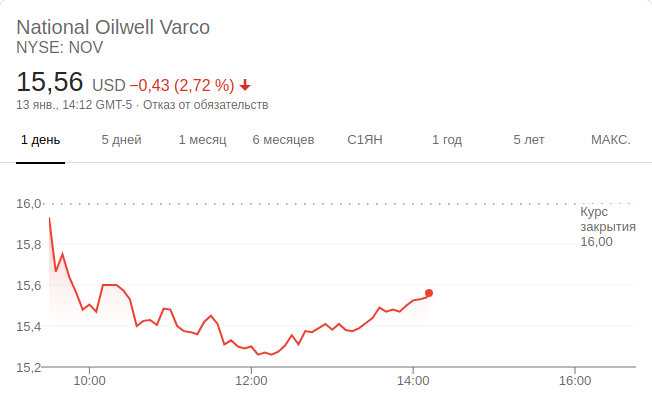 National Oilwell Varco
NYSE: NOV
15,56 USD −0,43 (2,72 %)
13 янв., 14:12 GMT-5 · Отказ от обязательств
1 день 5 дней 1 месяц 6 месяцев С1ЯН 1 год 5 лет МАКС.
16,0
Курс
закрытия
16,00
15,8
15,6
15,4
15,2
10:00 12:00 14:00 16:00